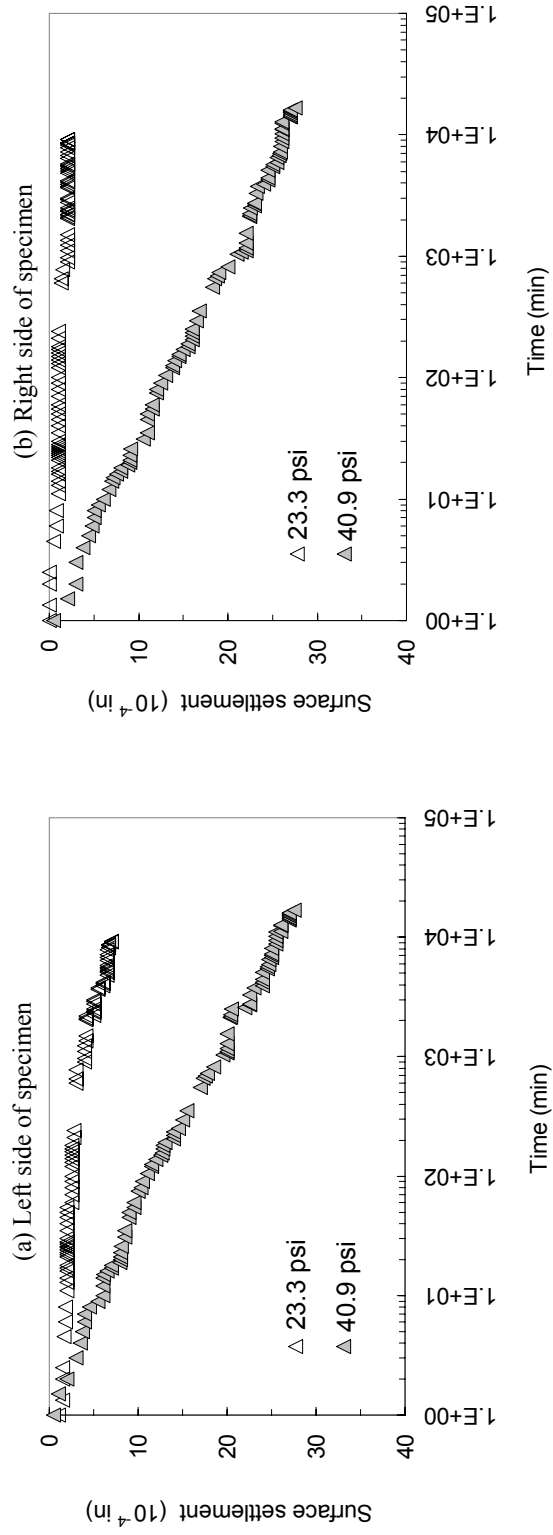 (a) Left side of specimen
0
10
20
30
40
Surface settlement (10⁻⁴ in)
1.E+00
1.E+01
1.E+02
1.E+03
1.E+04
1.E+05
Time (min)
23.3 psi
40.9 psi
(b) Right side of specimen
0
10
20
30
40
Surface settlement (10⁻⁴ in)
1.E+00
1.E+01
1.E+02
1.E+03
1.E+04
1.E+05
Time (min)
23.3 psi
40.9 psi